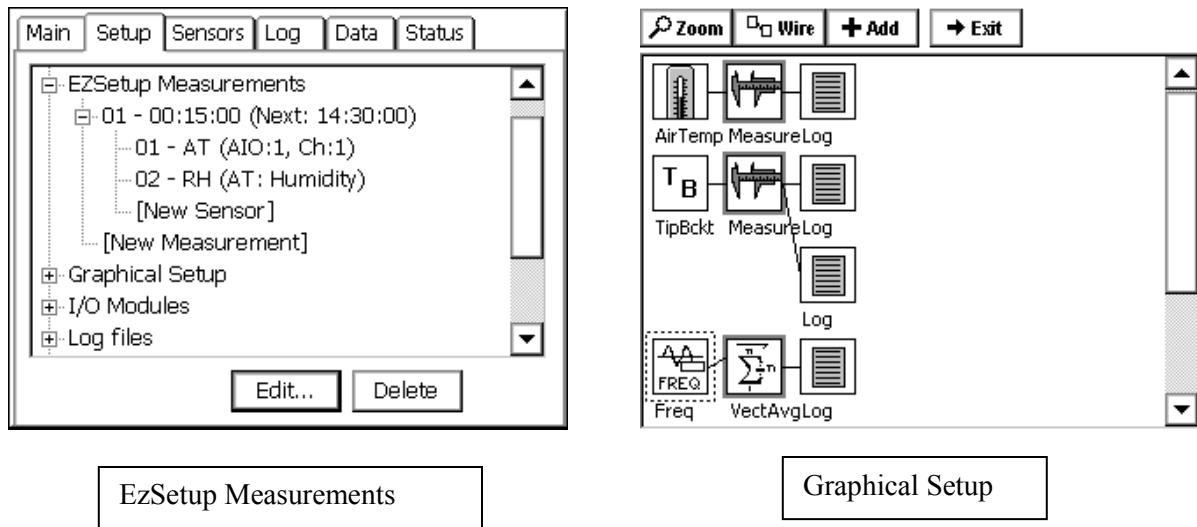 Main Setup Sensors Log Data Status
EZSetup Measurements
01 - 00:15:00 (Next: 14:30:00)
01 - AT (AIO:1, Ch:1)
02 - RH (AT: Humidity)
[New Sensor]
[New Measurement]
Graphical Setup
I/O Modules
Log files
Edit... Delete
EzSetup Measurements
Zoom Wire Add Exit
AirTemp Measure Log
TB
TipBckt Measure Log
Log
FREQ
Freq VectAvg Log
Graphical Setup